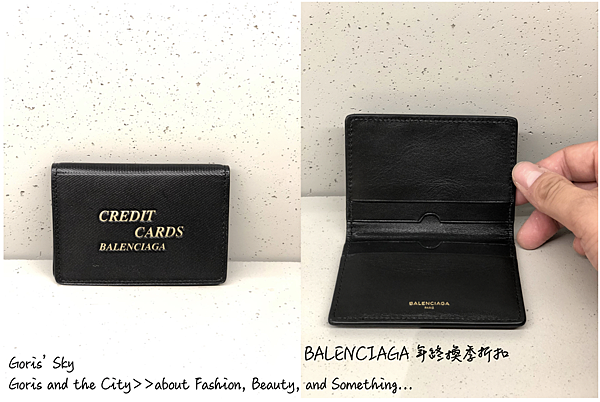 CREDIT
CARDS
BALENCIAGA
BALENCIAGA
PARIS
BALENCIAGA 年終換季折扣
Goris' Sky
Goris and the City>>about Fashion, Beauty, and Something...